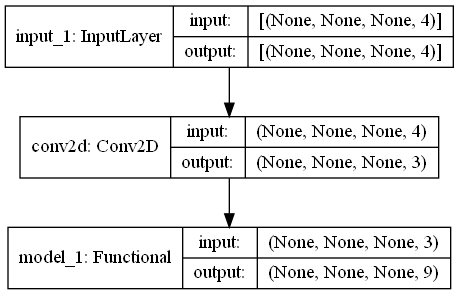 input_1: InputLayer
input:
[(None, None, None, 4)]
output:
[(None, None, None, 4)]
conv2d: Conv2D
input:
(None, None, None, 4)
output:
(None, None, None, 3)
model_1: Functional
input:
(None, None, None, 3)
output:
(None, None, None, 9)